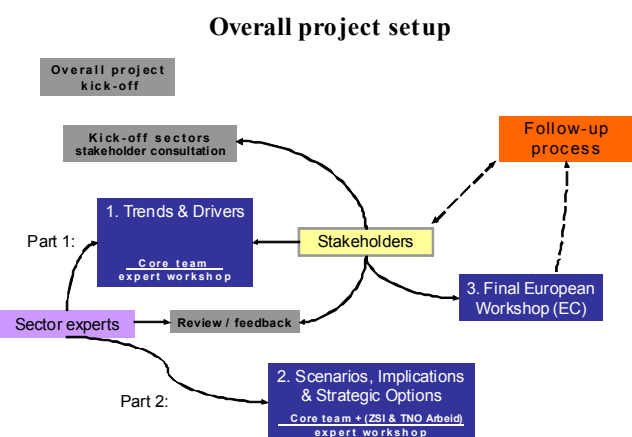 Overall project setup
Overall project
kick-off
Kick-off sectors
stakeholder consultation
Follow-up
process
1. Trends & Drivers
Core team
expert workshop
Part 1:
Stakeholders
3. Final European
Workshop (EC)
Sector experts
Review / feedback
2. Scenarios, Implications
& Strategic Options
Core team + (ZSI & TNO Arbeid)
expert workshop
Part 2: